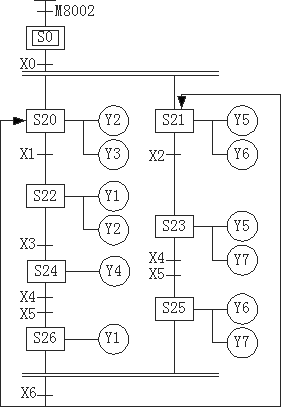 M8002
S0
X0
S20 Y2 S21 Y5
X1 Y3 X2 Y6
S22 Y1
Y2 S23 Y5
X3 Y7
S24 Y4 X4
X5
X4 S25 Y6
X5
S26 Y1 Y7
X6